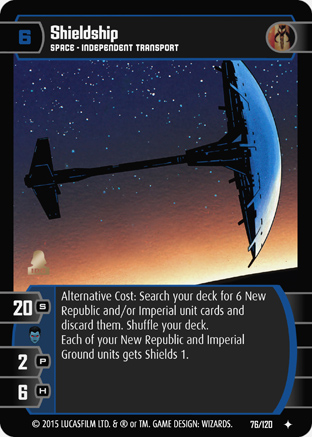 6
Shieldship
SPACE - INDEPENDENT TRANSPORT
20 S
Alternative Cost: Search your deck for 6 New
Republic and/or Imperial unit cards and
discard them. Shuffle your deck.
Each of your New Republic and Imperial
Ground units gets Shields 1.
2 P
6 H
© 2015 LUCASFILM LTD. & ® or TM. GAME DESIGN: WIZARDS. 76/120